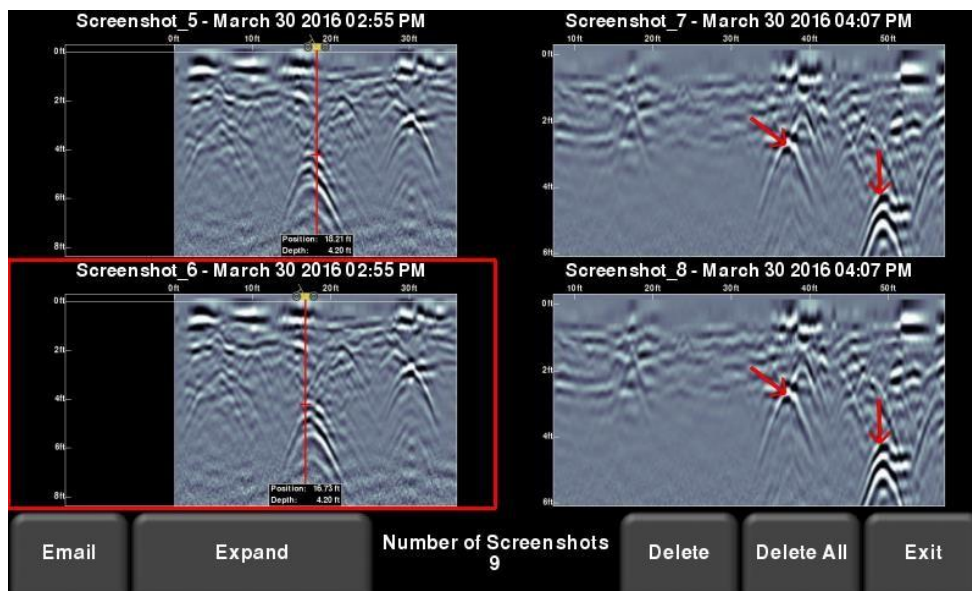 Screenshot_5 - March 30 2016 02:55 PM
0ft 10ft 20ft 30ft
0ft
2ft
4ft
6ft
8ft
Position: 18.21 ft
Depth: 4.20 ft
Screenshot_7 - March 30 2016 04:07 PM
10ft 20ft 30ft 40ft 50ft
0ft
2ft
4ft
6ft
Screenshot_6 - March 30 2016 02:55 PM
0ft 10ft 20ft 30ft
0ft
2ft
4ft
6ft
8ft
Position: 16.73 ft
Depth: 4.20 ft
Screenshot_8 - March 30 2016 04:07 PM
10ft 20ft 30ft 40ft 50ft
0ft
2ft
4ft
6ft
Email
Expand
Number of Screenshots
9
Delete
Delete All
Exit